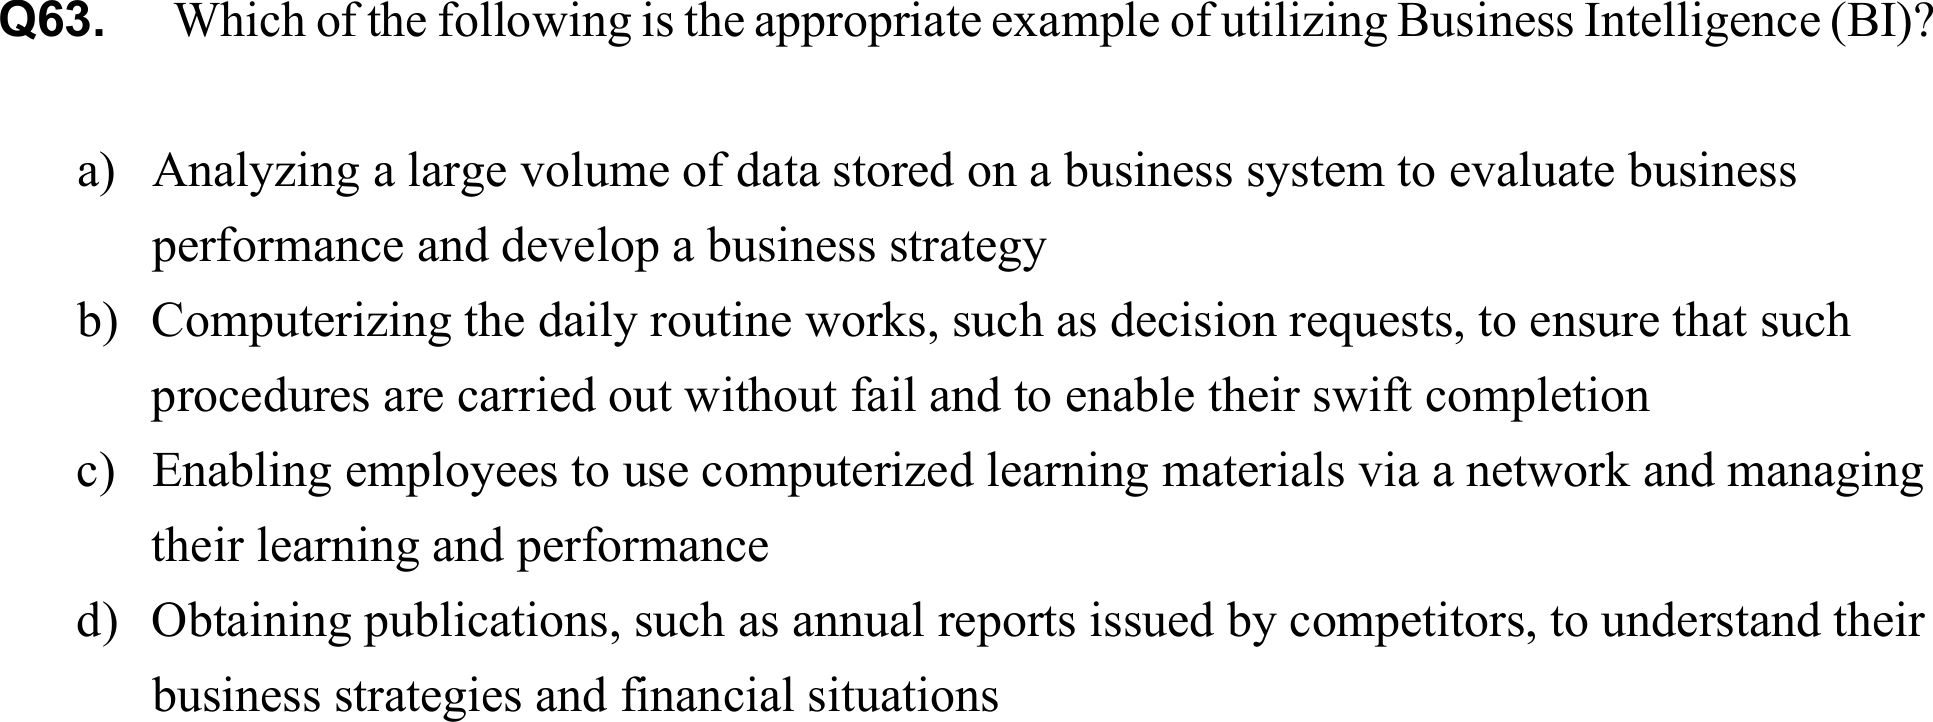 Q63. Which of the following is the appropriate example of utilizing Business Intelligence (BI)?
a) Analyzing a large volume of data stored on a business system to evaluate business
performance and develop a business strategy
b) Computerizing the daily routine works, such as decision requests, to ensure that such
procedures are carried out without fail and to enable their swift completion
c) Enabling employees to use computerized learning materials via a network and managing
their learning and performance
d) Obtaining publications, such as annual reports issued by competitors, to understand their
business strategies and financial situations